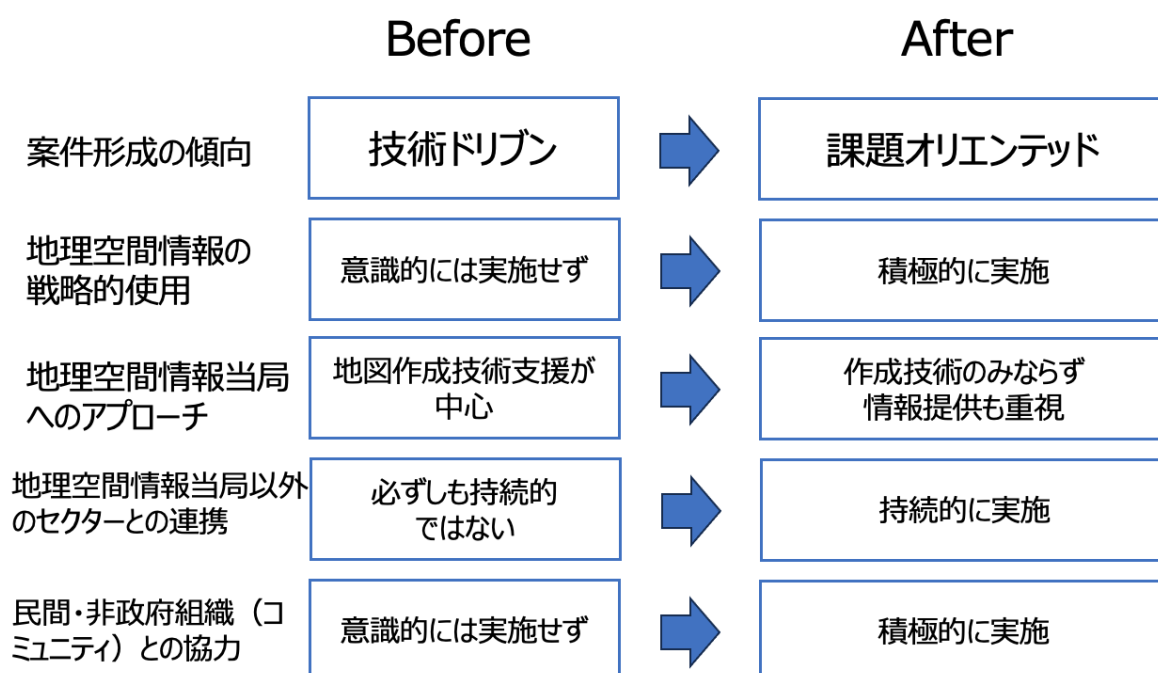 Before
After
案件形成の傾向
技術ドリブン
課題オリエンテッド
地理空間情報の
戦略的使用
意識的には実施せず
積極的に実施
地理空間情報当局
へのアプローチ
地図作成技術支援が
中心
作成技術のみならず
情報提供も重視
地理空間情報当局以外
のセクターとの連携
必ずしも持続的
ではない
持続的に実施
民間・非政府組織（コ
ミュニティ）との協力
意識的には実施せず
積極的に実施